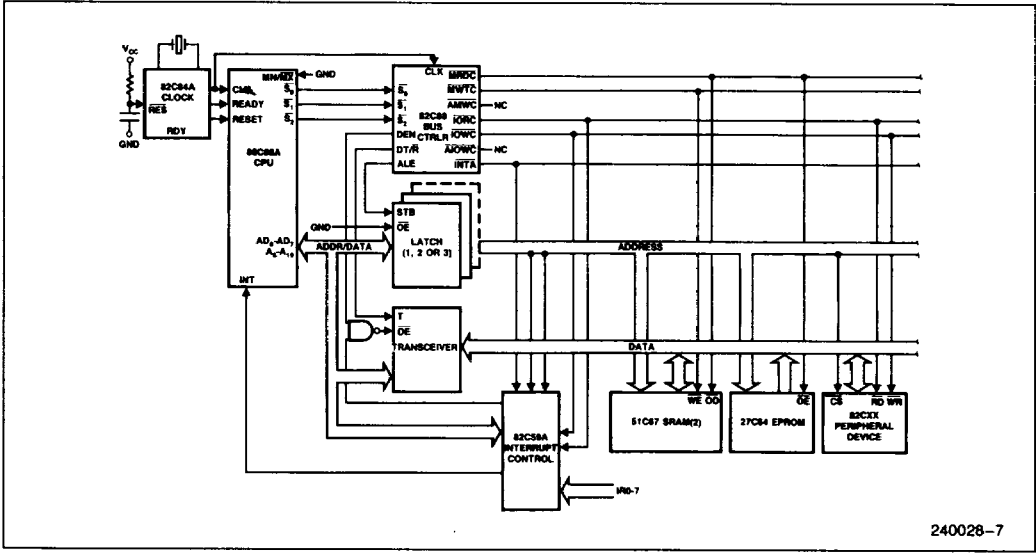 VCC
82C84A
CLOCK
RES
RDY
GND
MN/MX
GND
CLK
READY
RESET
S0
S1
S2
88C88A
CPU
AD0-AD7
A8-A19
INT
CLK
S0
S1
S2
DEN
DT/R
ALE
82C88
BUS
CTRLR
MRDC
MWTC
AMWC
NC
IORC
IOWC
AIOWC
NC
INTA
STB
GND
OE
LATCH
(1, 2 OR 3)
ADDR/DATA
ADDRESS
T
OE
TRANSCEIVER
DATA
WE OD
51C67 SRAM(2)
OE
27C64 EPROM
CS RD WR
82CXX
PERIPHERAL
DEVICE
82C59A
INTERRUPT
CONTROL
IR0-7
240028-7